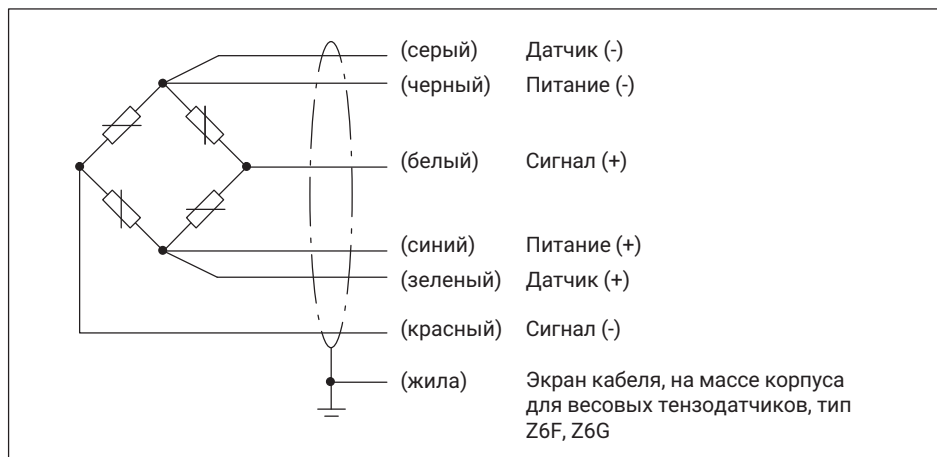 (серый) Датчик (-)
(черный) Питание (-)
(белый) Сигнал (+)
(синий) Питание (+)
(зеленый) Датчик (+)
(красный) Сигнал (-)
(жила) Экран кабеля, на массе корпуса
для весовых тензодатчиков, тип
Z6F, Z6G